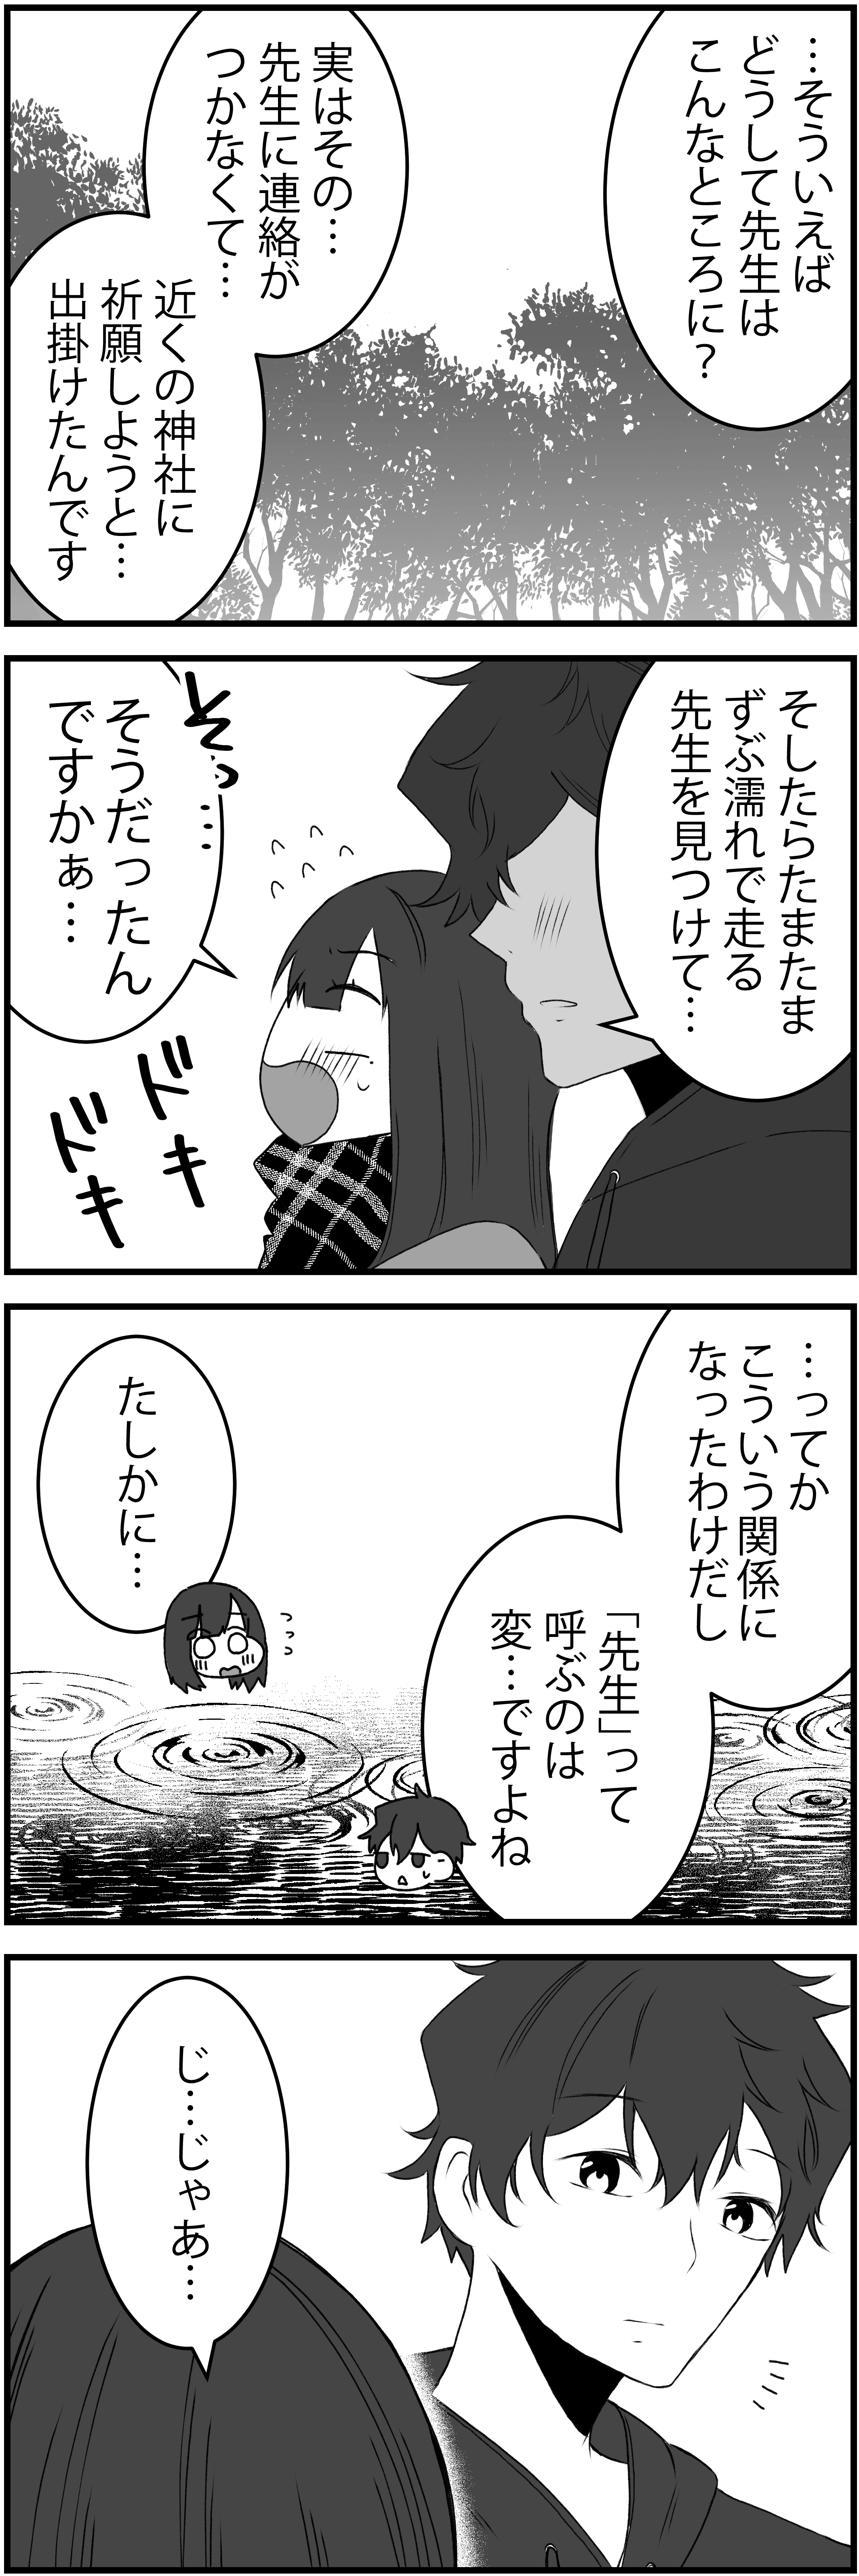 …そういえば
どうして先生は
こんなところに?
実はその…
先生に連絡が
つかなくて…
近くの神社に
祈願しようと…
出掛けたんです
そしたらたまたま
ずぶ濡れで走る
先生を見つけて…
そっ…
そうだったん
ですかぁ…
ドキ
ドキ
…ってか
こういう関係に
なったわけだし
「先生」って
呼ぶのは
変…ですよね
たしかに…
じ…じゃあ…